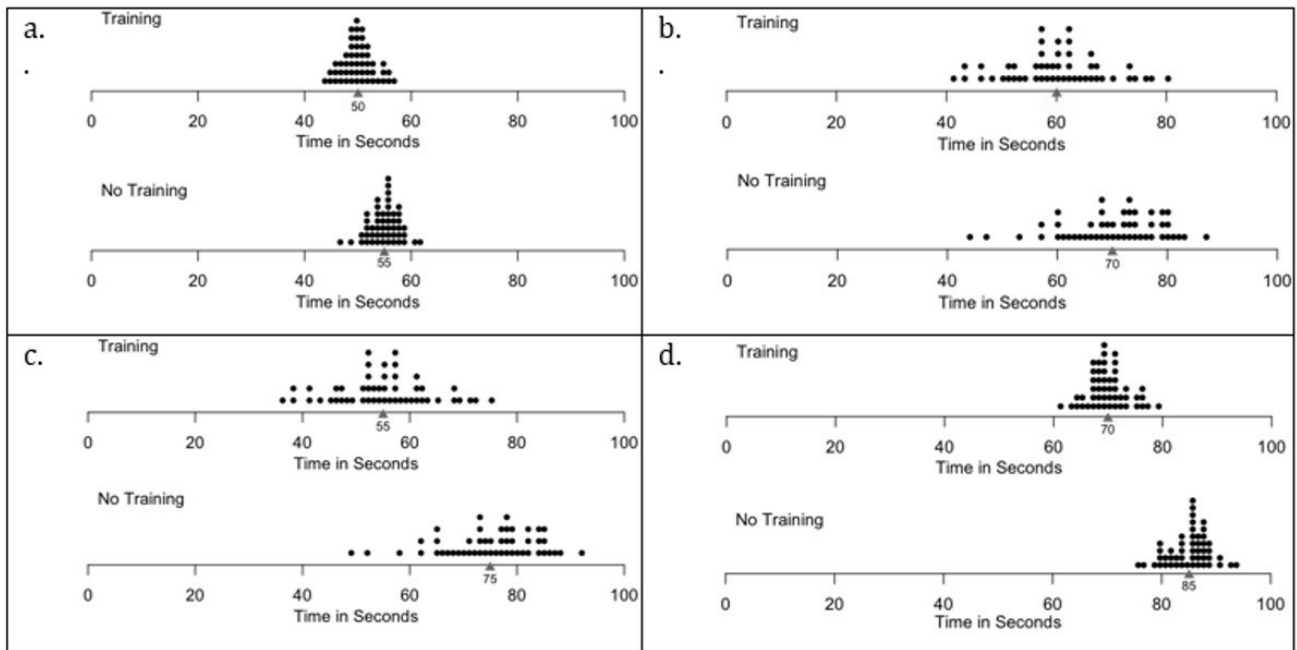 a.
.
Training
50
0 20 40 60 80 100
Time in Seconds
No Training
55
0 20 40 60 80 100
Time in Seconds
b.
.
Training
0 20 40 60 80 100
Time in Seconds
No Training
70
0 20 40 60 80 100
Time in Seconds
c.
Training
55
0 20 40 60 80 100
Time in Seconds
No Training
75
0 20 40 60 80 100
Time in Seconds
d.
Training
70
0 20 40 60 80 100
Time in Seconds
No Training
85
0 20 40 60 80 100
Time in Seconds